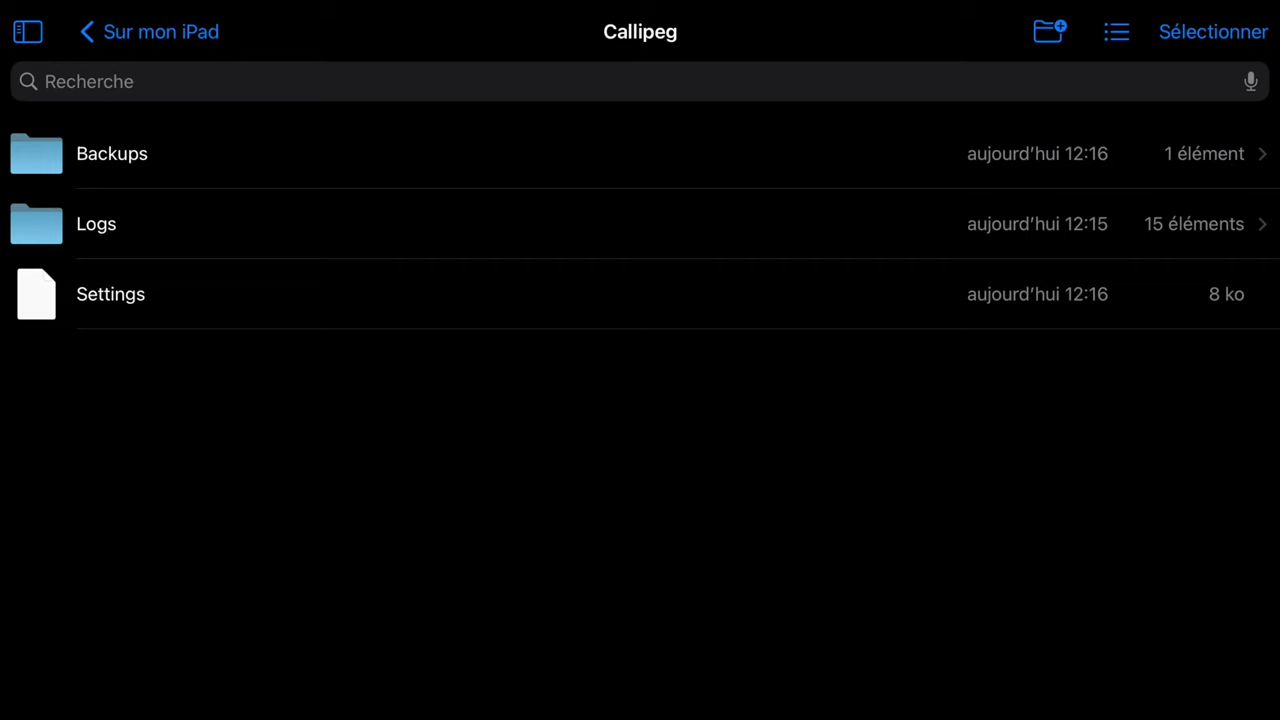 Sur mon iPad Callipeg Sélectionner
Recherche
Backups aujourd’hui 12:16 1 élément
Logs aujourd’hui 12:15 15 éléments
Settings aujourd’hui 12:16 8 ko